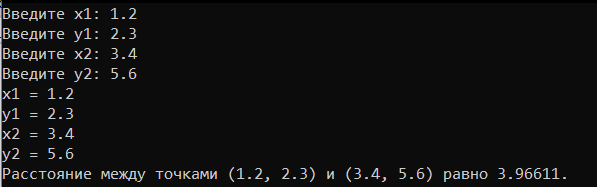 Введите x1: 1.2
Введите y1: 2.3
Введите x2: 3.4
Введите y2: 5.6
x1 = 1.2
y1 = 2.3
x2 = 3.4
y2 = 5.6
Расстояние между точками (1.2, 2.3) и (3.4, 5.6) равно 3.96611.